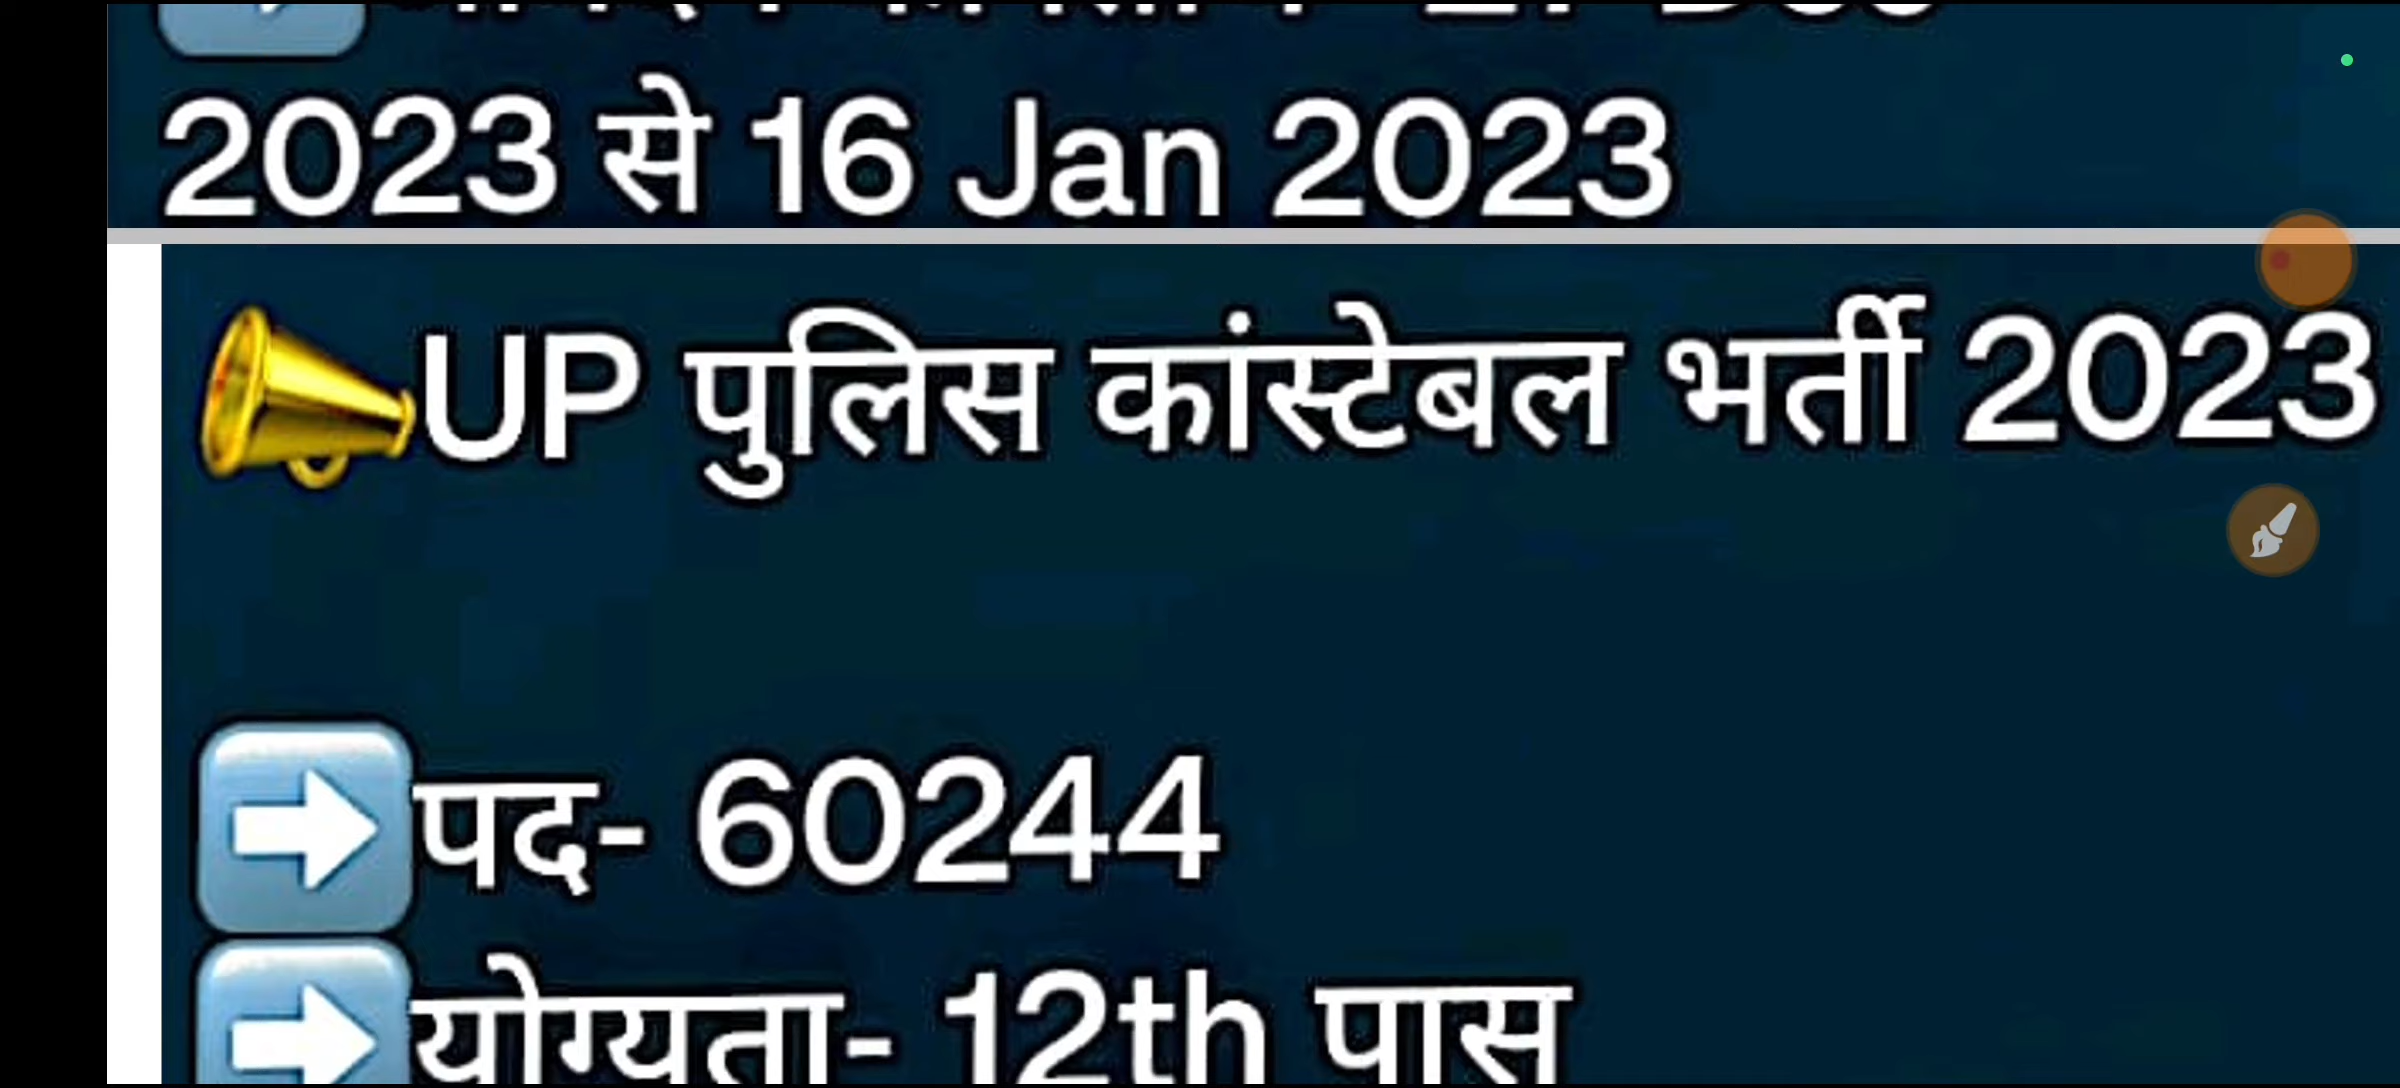 2023 से 16 Jan 2023
UP पुलिस कांस्टेबल भर्ती 2023
पद- 60244
योग्यता- 12th पास